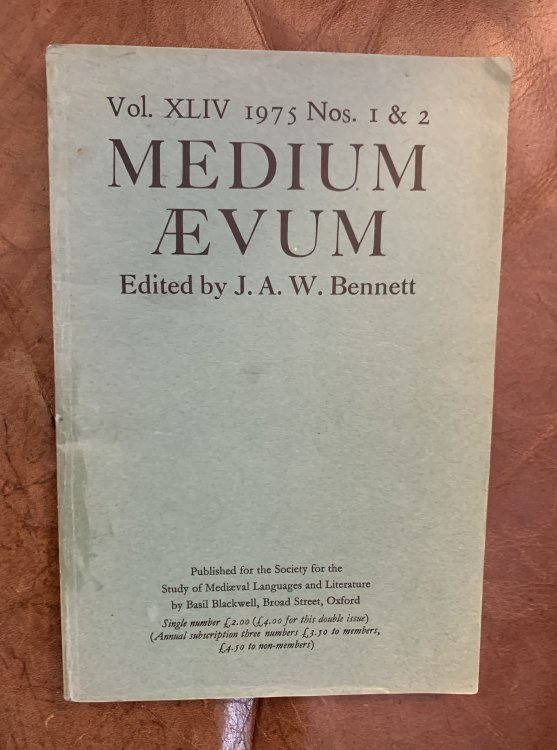 Vol. XLIV 1975 Nos. 1 & 2
MEDIUM
ÆVUM
Edited by J. A. W. Bennett
Published for the Society for the
Study of Mediæval Languages and Literature
by Basil Blackwell, Broad Street, Oxford
Single number £2.00 (£4.00 for this double issue)
(Annual subscription three numbers £3.50 to members,
£4.50 to non-members)